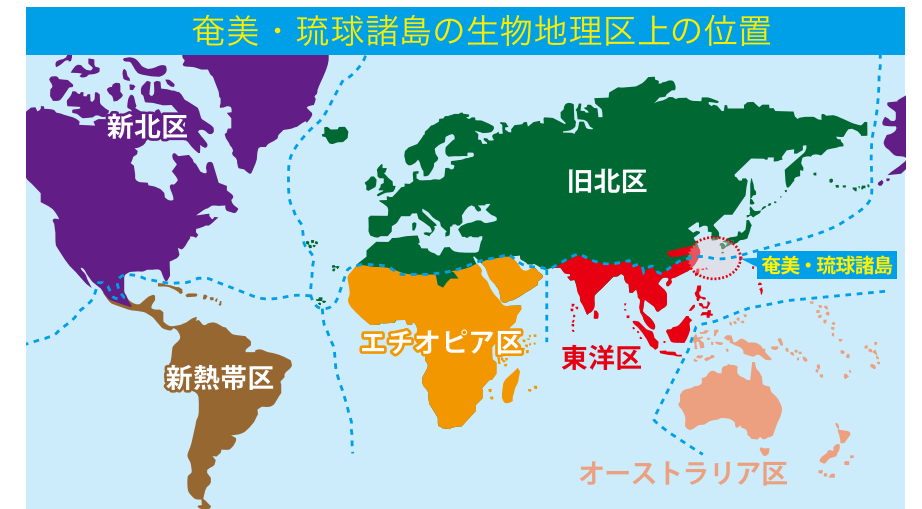 奄美・琉球諸島の生物地理区上の位置
新北区
旧北区
奄美・琉球諸島
エチオピア区
東洋区
新熱帯区
オーストラリア区